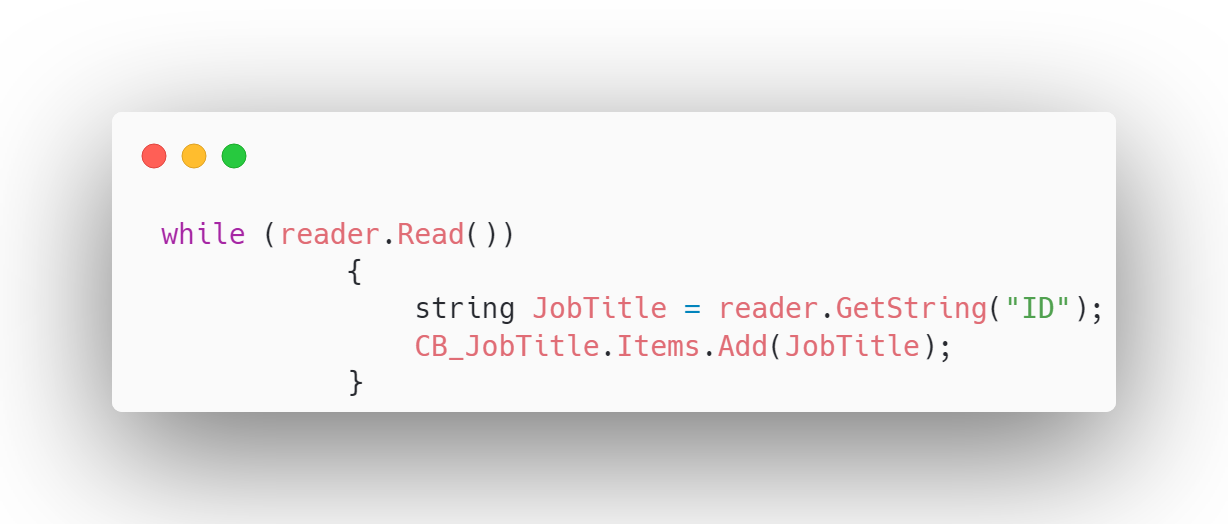 while (reader.Read())
{
string JobTitle = reader.GetString("ID");
CB_JobTitle.Items.Add(JobTitle);
}